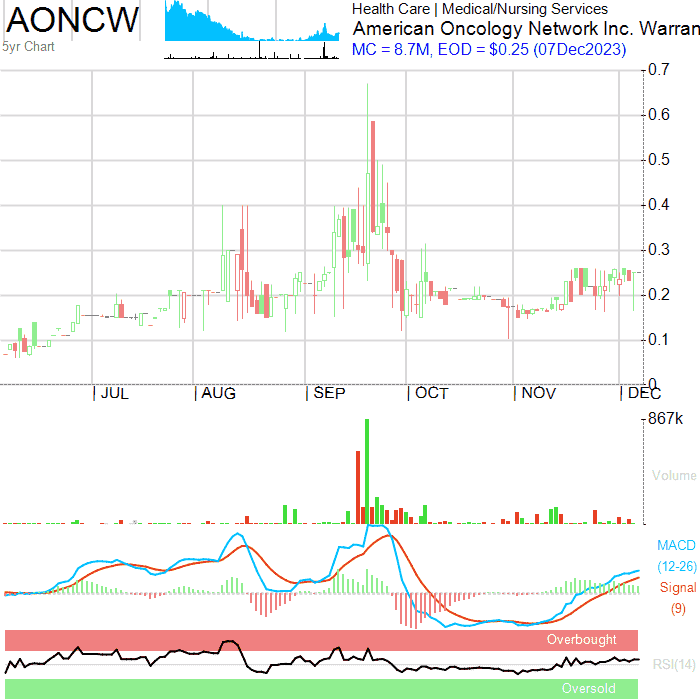 AONCW
5yr Chart
Health Care | Medical/Nursing Services
American Oncology Network Inc. Warran
MC = 8.7M, EOD = $0.25 (07Dec2023)
0.7
0.6
0.5
0.4
0.3
0.2
0.1
0
JUL
AUG
SEP
OCT
NOV
DEC
867k
Volume
MACD
(12-26)
Signal
(9)
Overbought
RSI(14)
Oversold